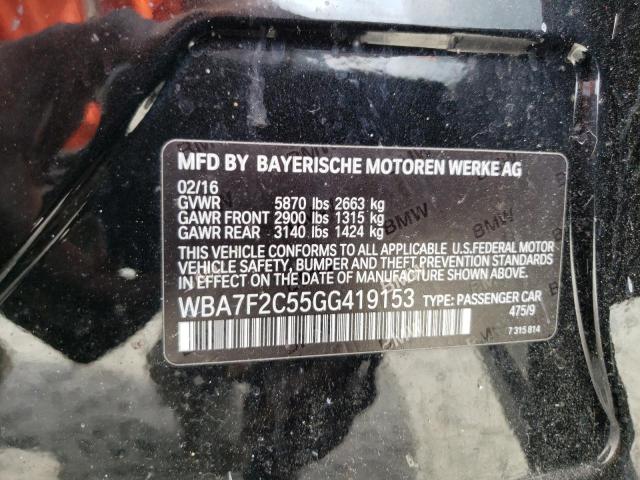 MFD BY BAYERISCHE MOTOREN WERKE AG
02/16
GVWR 5870 lbs 2663 kg
GAWR FRONT 2900 lbs 1315 kg
GAWR REAR 3140 lbs 1424 kg
THIS VEHICLE CONFORMS TO ALL APPLICABLE U.S.FEDERAL MOTOR
VEHICLE SAFETY, BUMPER AND THEFT PREVENTION STANDARDS
IN EFFECT ON THE DATE OF MANUFACTURE SHOWN ABOVE.
WBA7F2C55GG419153 TYPE: PASSENGER CAR
475/9
7 315 814